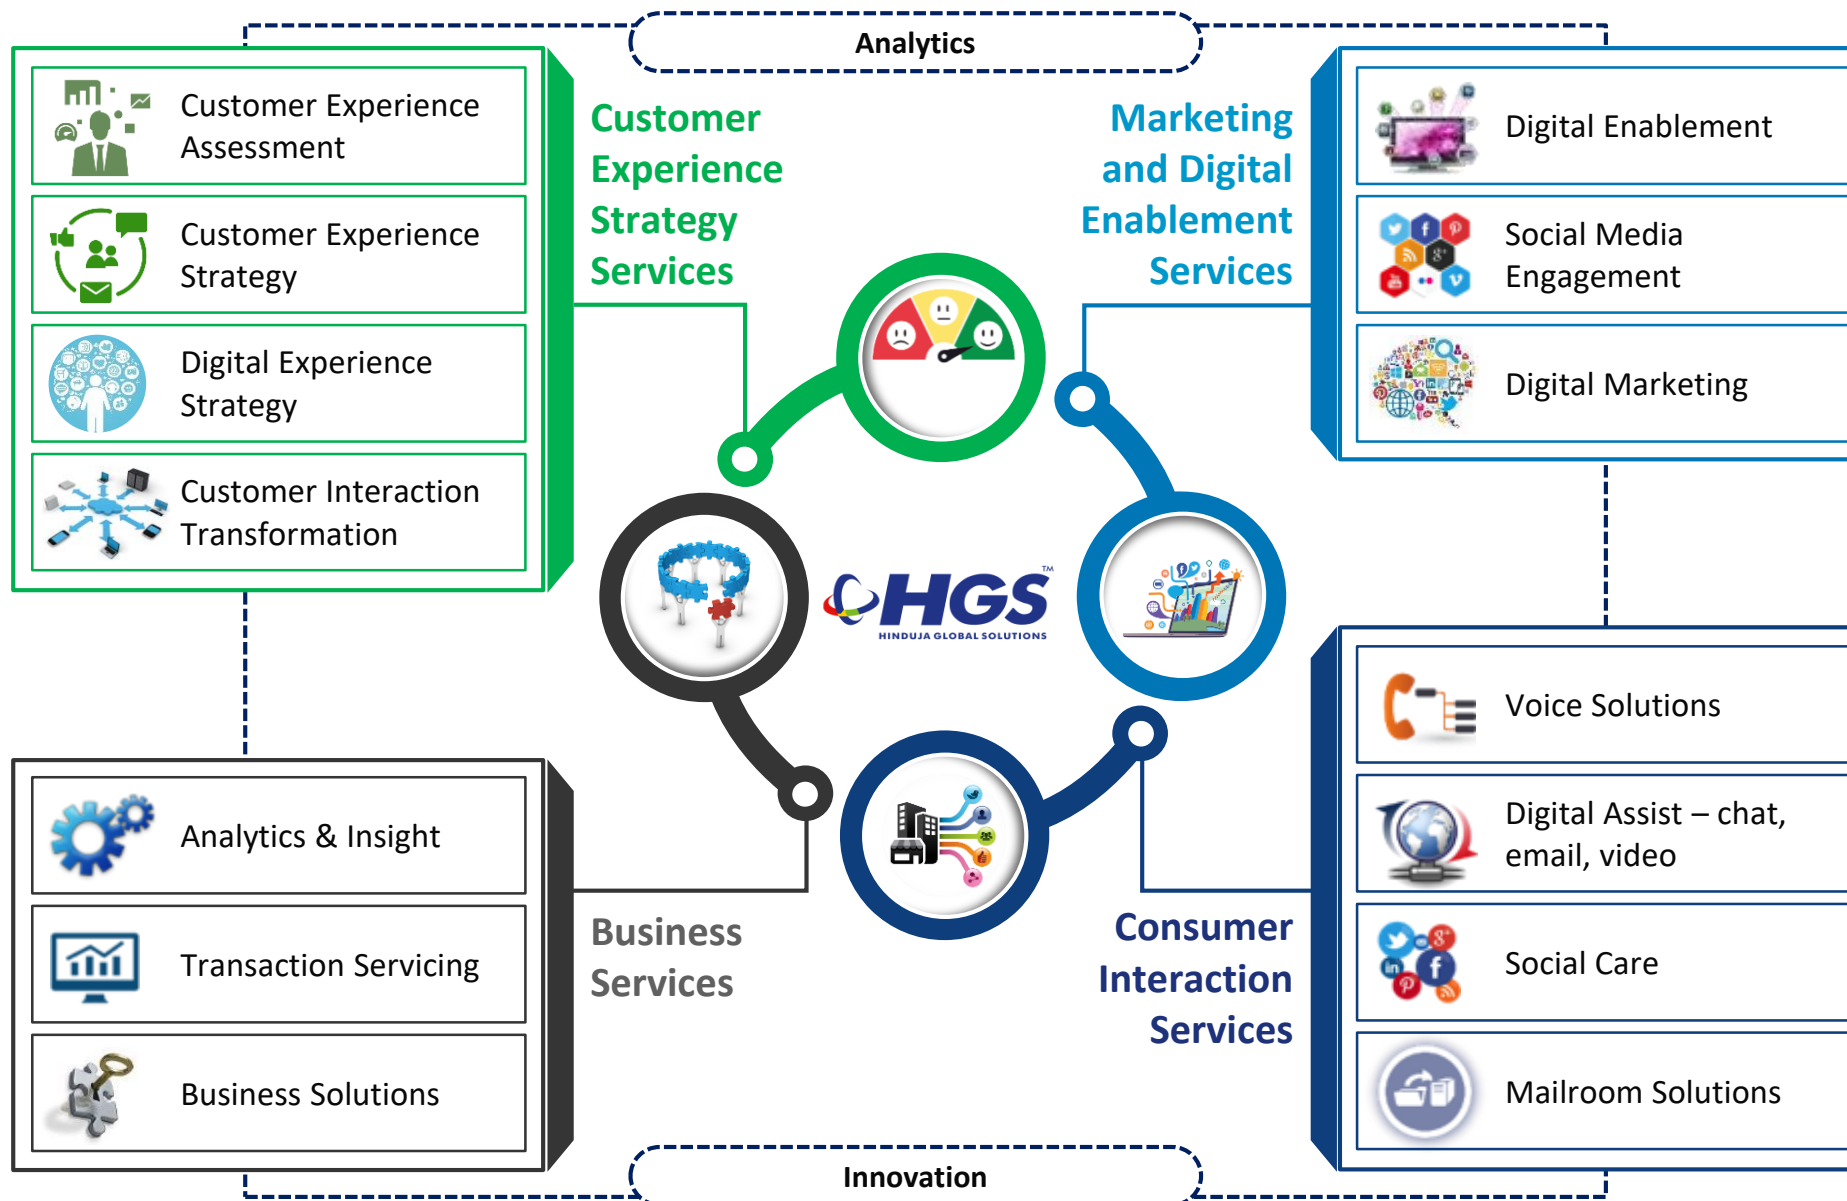 Analytics
Customer Experience
Assessment
Customer Experience
Strategy
Digital Experience
Strategy
Customer Interaction
Transformation
Customer
Experience
Strategy
Services
Marketing
and Digital
Enablement
Services
Digital Enablement
Social Media
Engagement
Digital Marketing
HGS™
HINDUJA GLOBAL SOLUTIONS
Analytics & Insight
Transaction Servicing
Business Solutions
Business
Services
Consumer
Interaction
Services
Voice Solutions
Digital Assist – chat,
email, video
Social Care
Mailroom Solutions
Innovation